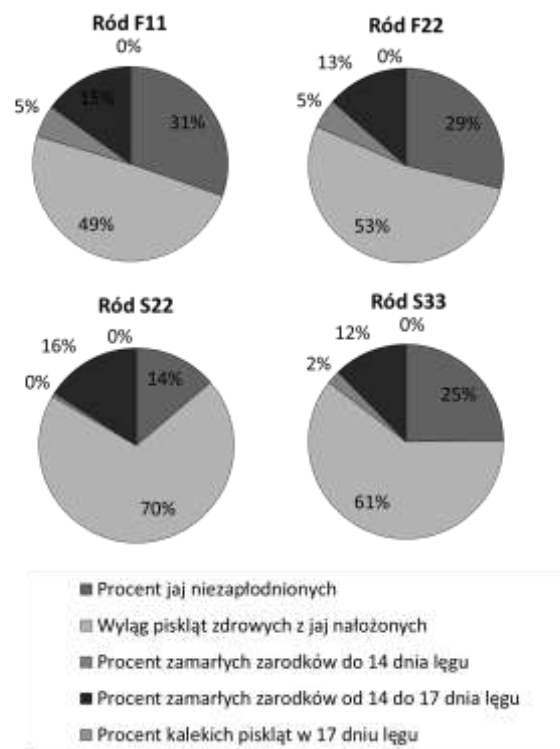 Ród F11
0%
15%
31%
5%
49%
Ród F22
0%
13%
29%
5%
53%
Ród S22
0%
16%
14%
0%
70%
Ród S33
0%
12%
25%
2%
61%
Procent jaj niezapłodnionych
Wyląg piskląt zdrowych z jaj nałożonych
Procent zamarłych zarodków do 14 dnia lęgu
Procent zamarłych zarodków od 14 do 17 dnia lęgu
Procent kalekich piskląt w 17 dniu lęgu